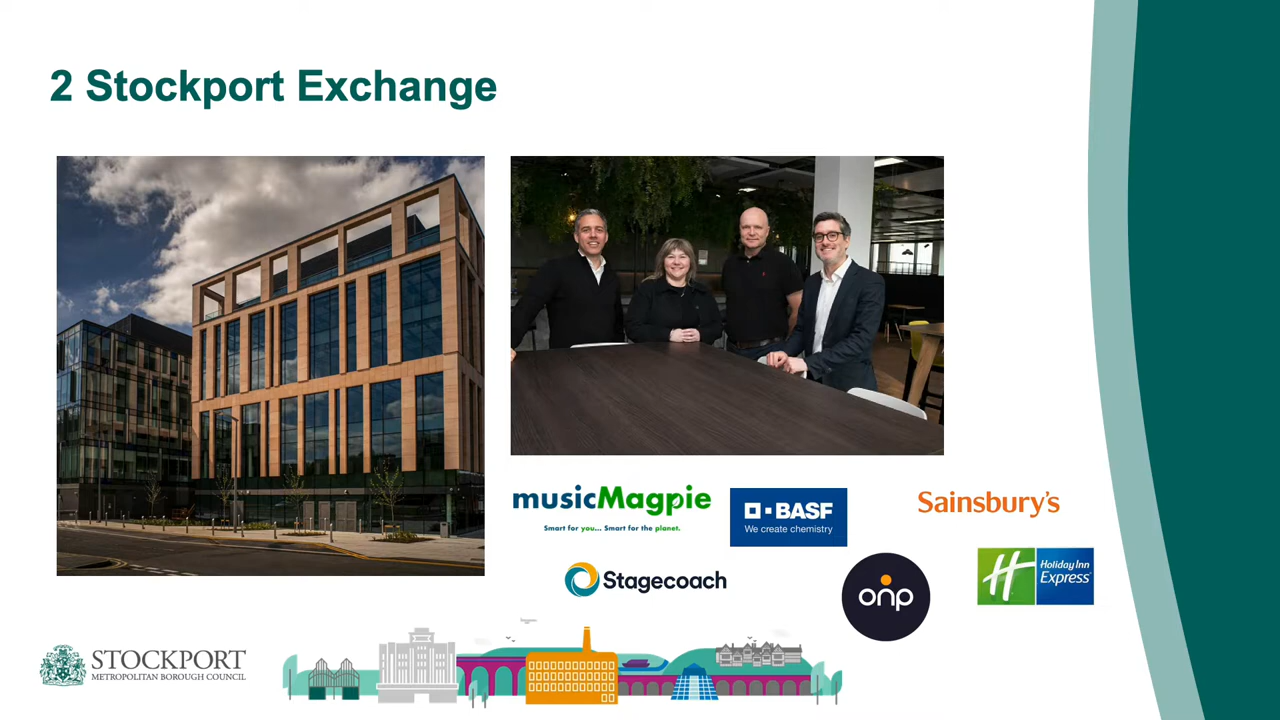 2 Stockport Exchange
musicMagpie
Smart for you... Smart for the planet.
BASF
We create chemistry
Sainsbury's
Stagecoach
onp
Holiday Inn
Express
STOCKPORT
METROPOLITAN BOROUGH COUNCIL